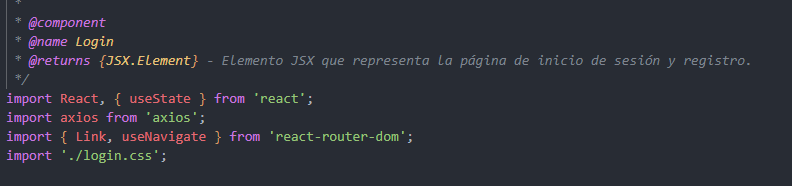 *
* @component
* @name Login
* @returns {JSX.Element} - Elemento JSX que representa la página de inicio de sesión y registro.
*/
import React, { useState } from 'react';
import axios from 'axios';
import { Link, useNavigate } from 'react-router-dom';
import './login.css';